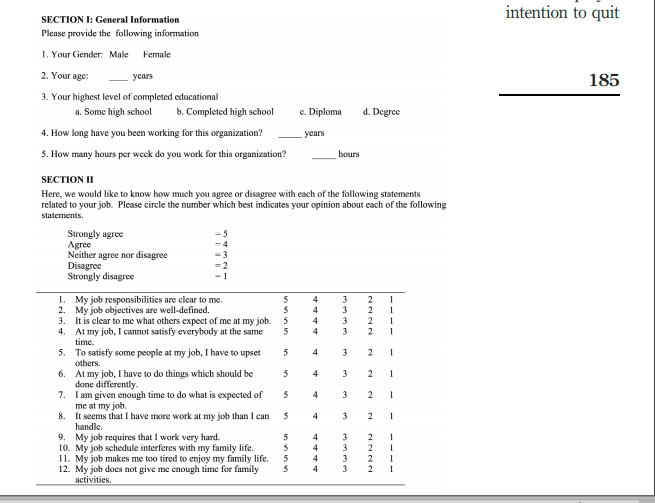 intention to quit
185
SECTION I: General Information
Please provide the following information
1. Your Gender: Male Female
2. Your age: ____ years
3. Your highest level of completed educational
a. Some high school b. Completed high school c. Diploma d. Degree
4. How long have you been working for this organization? _____ years
5. How many hours per week do you work for this organization? _____ hours
SECTION II
Here, we would like to know how much you agree or disagree with each of the following statements
related to your job. Please circle the number which best indicates your opinion about each of the following
statements.
Strongly agree = 5
Agree = 4
Neither agree nor disagree = 3
Disagree = 2
Strongly disagree = 1
1. My job responsibilities are clear to me. 5 4 3 2 1
2. My job objectives are well-defined. 5 4 3 2 1
3. It is clear to me what others expect of me at my job. 5 4 3 2 1
4. At my job, I cannot satisfy everybody at the same 5 4 3 2 1
time.
5. To satisfy some people at my job, I have to upset 5 4 3 2 1
others.
6. At my job, I have to do things which should be 5 4 3 2 1
done differently.
7. I am given enough time to do what is expected of 5 4 3 2 1
me at my job.
8. It seems that I have more work at my job than I can 5 4 3 2 1
handle.
9. My job requires that I work very hard. 5 4 3 2 1
10. My job schedule interferes with my family life. 5 4 3 2 1
11. My job makes me too tired to enjoy my family life. 5 4 3 2 1
12. My job does not give me enough time for family 5 4 3 2 1
activities.